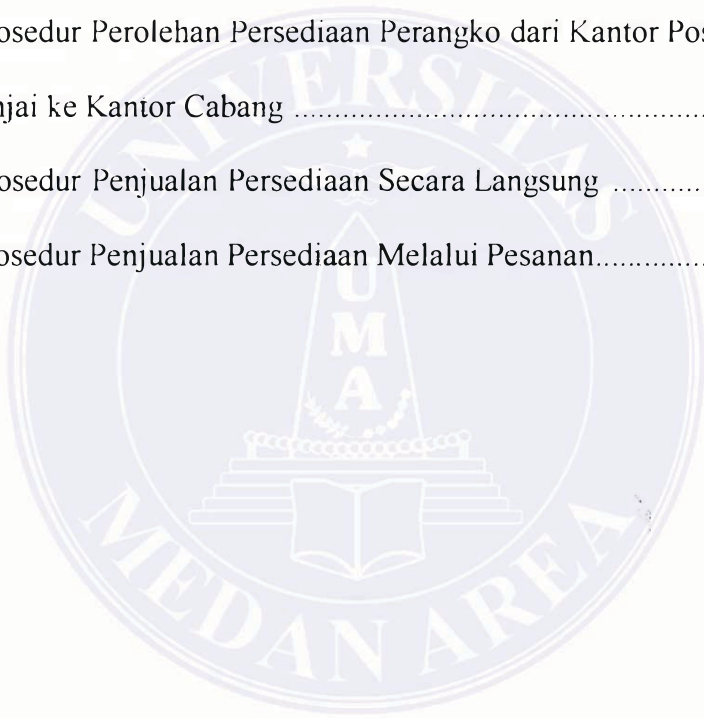 osedur Perolehan Persediaan Perangko dari Kantor Pos
njai ke Kantor Cabang ..................................................
osedur Penjualan Persediaan Secara Langsung ...........
osedur Penjualan Persediaan Melalui Pesanan..............
UNIVERSITAS
UMA
MEDAN AREA